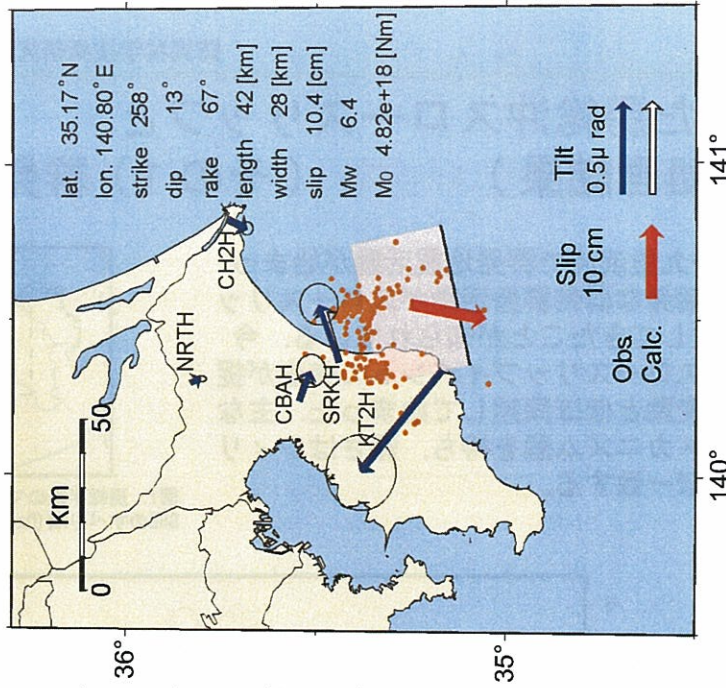 lat. 35.17°N
lon. 140.80°E
strike 258°
dip 13°
rake 67°
length 42 [km]
width 28 [km]
slip 10.4 [cm]
Mw 6.4
Mo 4.82e+18 [Nm]
km
0 50
NRTH
CH2H
CBAH
SRKH
KT2H
Slip
10 cm
Tilt
0.5μ rad
Obs.
Calc.
36°
35°
140°
141°